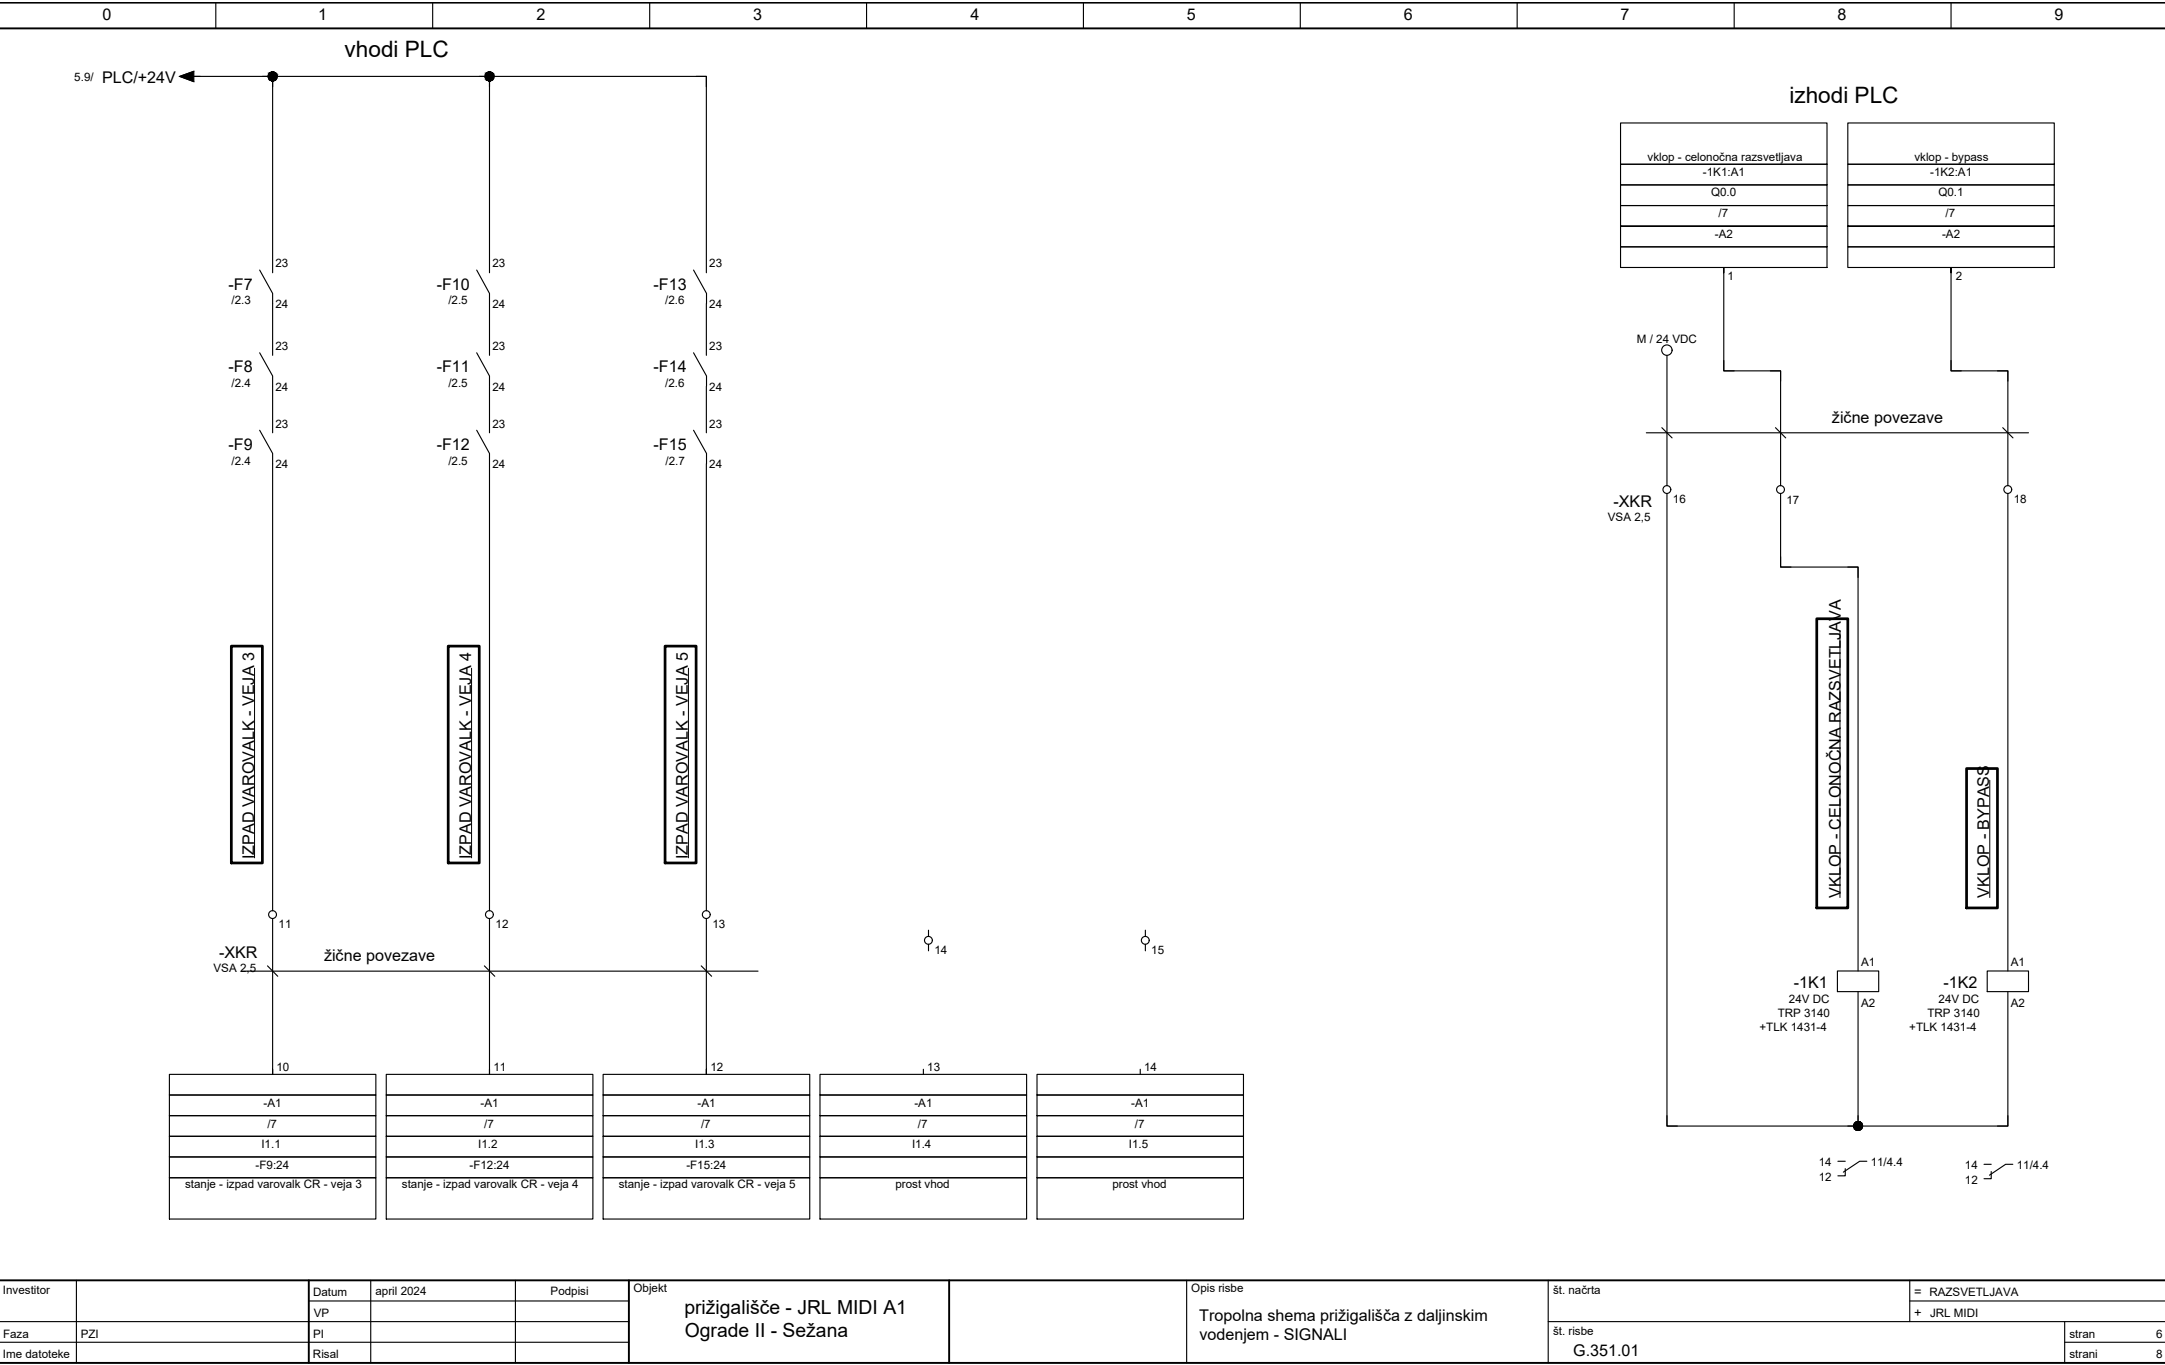 0 1 2 3 4 5 6 7 8 9
vhodi PLC
5.9/ PLC/+24V
izhodi PLC
vklop - celonočna razsvetljava
-1K1:A1
Q0.0
/7
-A2
1
vklop - bypass
-1K2:A1
Q0.1
/7
-A2
2
23
-F7
/2.3
24
23
-F8
/2.4
24
23
-F9
/2.4
24
23
-F10
/2.5
24
23
-F11
/2.5
24
23
-F12
/2.5
24
23
-F13
/2.6
24
23
-F14
/2.6
24
23
-F15
/2.7
24
M / 24 VDC
žične povezave
-XKR
VSA 2,5
16
17
18
IZPAD VAROVALK - VEJA 3
IZPAD VAROVALK - VEJA 4
IZPAD VAROVALK - VEJA 5
VKLOP - CELONOČNA RAZSVETLJAVA
VKLOP - BYPASS
11
12
13
14
15
-XKR
VSA 2,5
žične povezave
A1
-1K1
24V DC
TRP 3140
+TLK 1431-4
A2
A1
-1K2
24V DC
TRP 3140
+TLK 1431-4
A2
10
-A1
/7
I1.1
-F9:24
stanje - izpad varovalk CR - veja 3
11
-A1
/7
I1.2
-F12:24
stanje - izpad varovalk CR - veja 4
12
-A1
/7
I1.3
-F15:24
stanje - izpad varovalk CR - veja 5
13
-A1
/7
I1.4
prost vhod
14
-A1
/7
I1.5
prost vhod
14 11/4.4
12
14 11/4.4
12
Investitor
Faza PZI
Ime datoteke
Datum april 2024 Podpisi
VP
PI
Risal
Objekt
prižigališče - JRL MIDI A1
Ograde II - Sežana
Opis risbe
Tropolna shema prižigališča z daljinskim
vodenjem - SIGNALI
št. načrta
št. risbe
G.351.01
= RAZSVETLJAVA
+ JRL MIDI
stran 6
strani 8